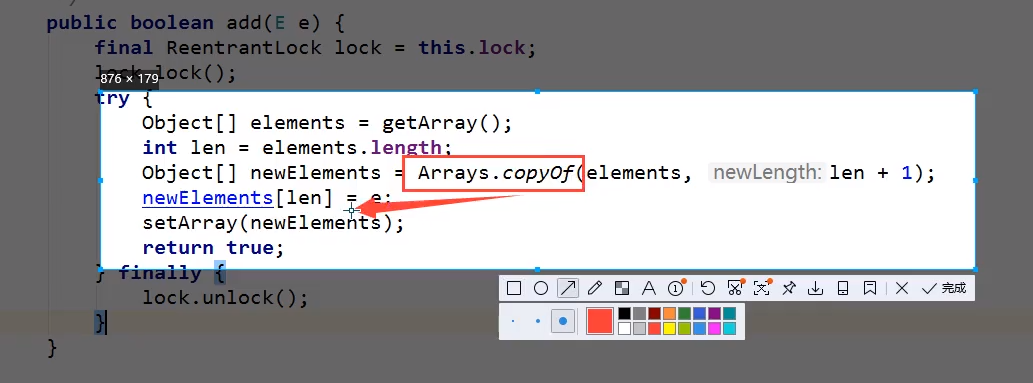 public boolean add(E e) {
final ReentrantLock lock = this.lock;
lock.lock();
876 × 179
try {
Object[] elements = getArray();
int len = elements.length;
Object[] newElements = Arrays.copyOf(elements, newLength: len + 1);
newElements[len] = e;
setArray(newElements);
return true;
} finally {
lock.unlock();
}
}
完成